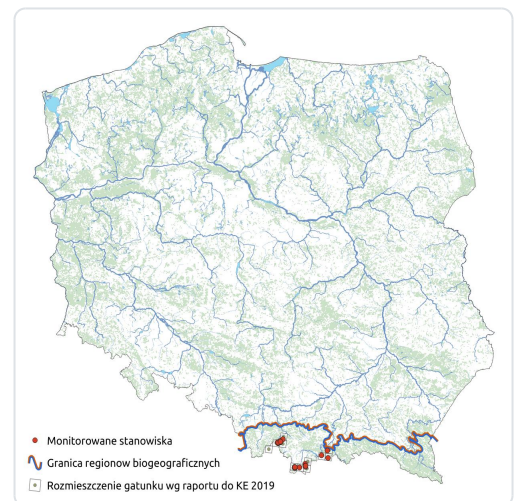 Monitorowane stanowiska
Granica regionow biogeograficznych
Rozmieszczenie gatunku wg raportu do KE 2019